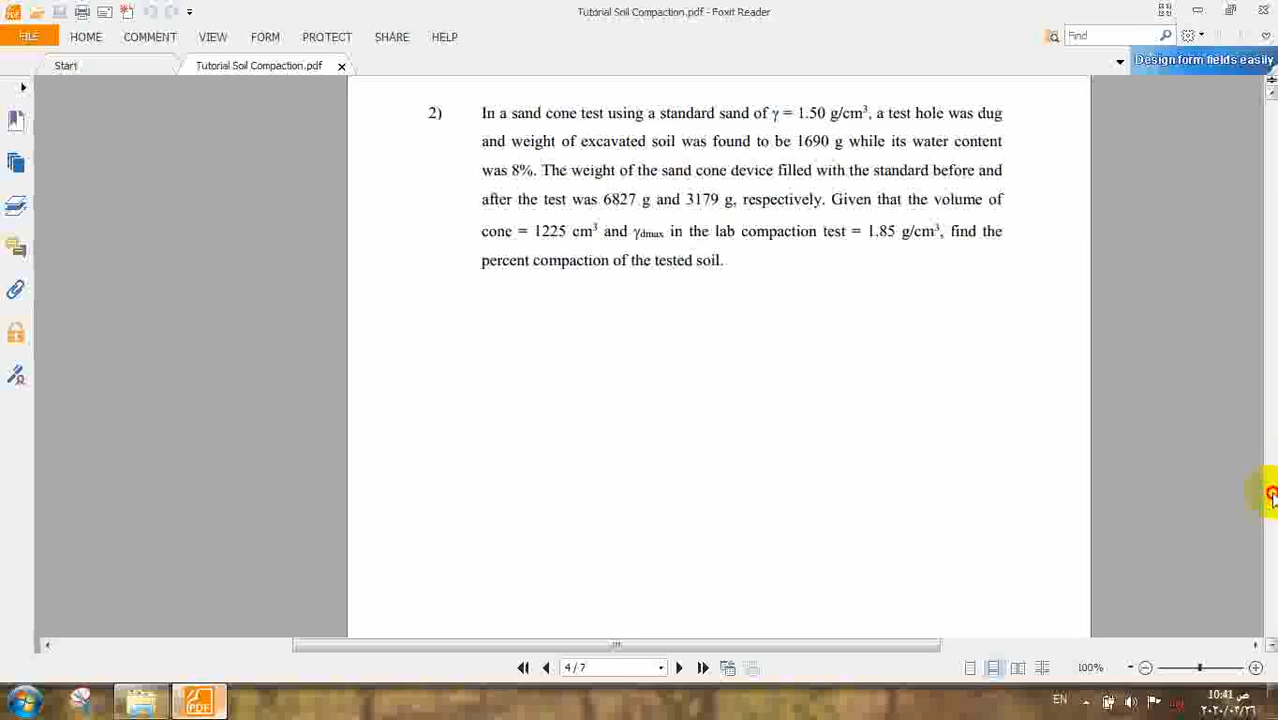 Tutorial Soil Compaction.pdf - Foxit Reader
FILE HOME COMMENT VIEW FORM PROTECT SHARE HELP
Find
Start Tutorial Soil Compaction.pdf
Design form fields easily
2) In a sand cone test using a standard sand of γ = 1.50 g/cm³, a test hole was dug
and weight of excavated soil was found to be 1690 g while its water content
was 8%. The weight of the sand cone device filled with the standard before and
after the test was 6827 g and 3179 g, respectively. Given that the volume of
cone = 1225 cm³ and γdmax in the lab compaction test = 1.85 g/cm³, find the
percent compaction of the tested soil.
4 / 7
100%
PDF
EN
10:41 ص
٢٠٢٠/٠٣/٢٦